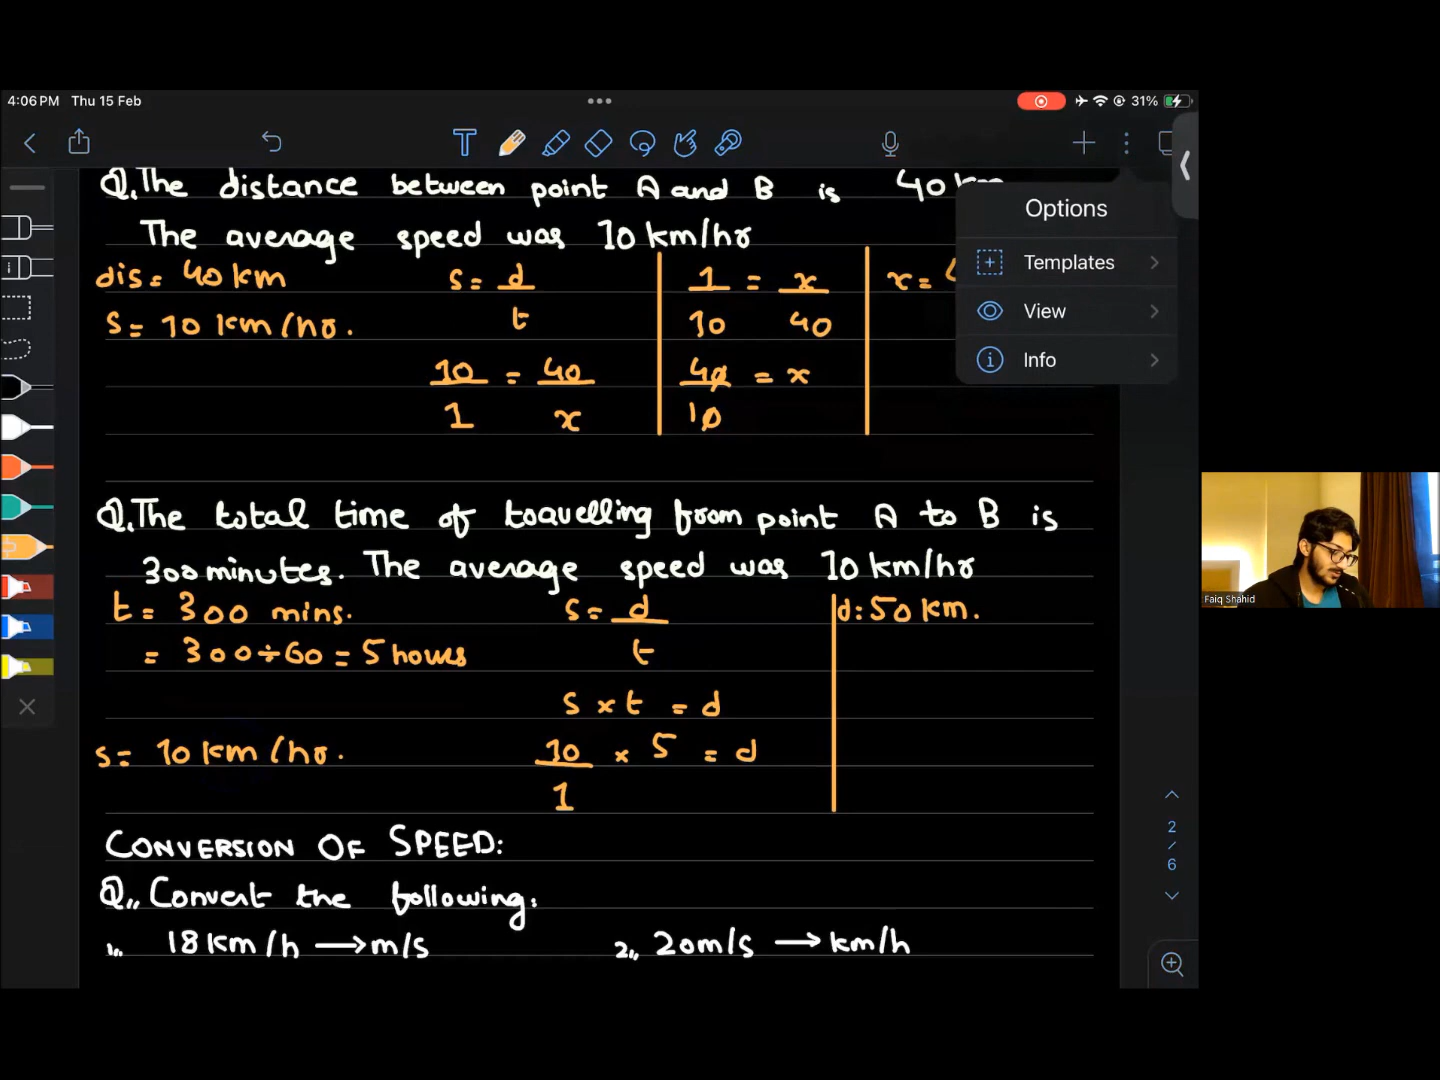 4:06 PM Thu 15 Feb
31%
T
Q. The distance between point A and B is 40 km
The average speed was 10 km/hr
dis = 40 km
s = 10 km/hr.
s = d
t
10 = 40
1 x
1 = x
10 40
40 = x
10
x =
Options
Templates
View
Info
Q. The total time of travelling from point A to B is
300 minutes. The average speed was 10 km/hr
t = 300 mins.
= 300 ÷ 60 = 5 hours
s = 10 km/hr.
s = d
t
s × t = d
10 × 5 = d
1
d: 50 km.
CONVERSION OF SPEED:
Q,, Convert the following:
1,, 18 km/h → m/s 2,, 20 m/s → km/h
2
/
6
Faiq Shahid